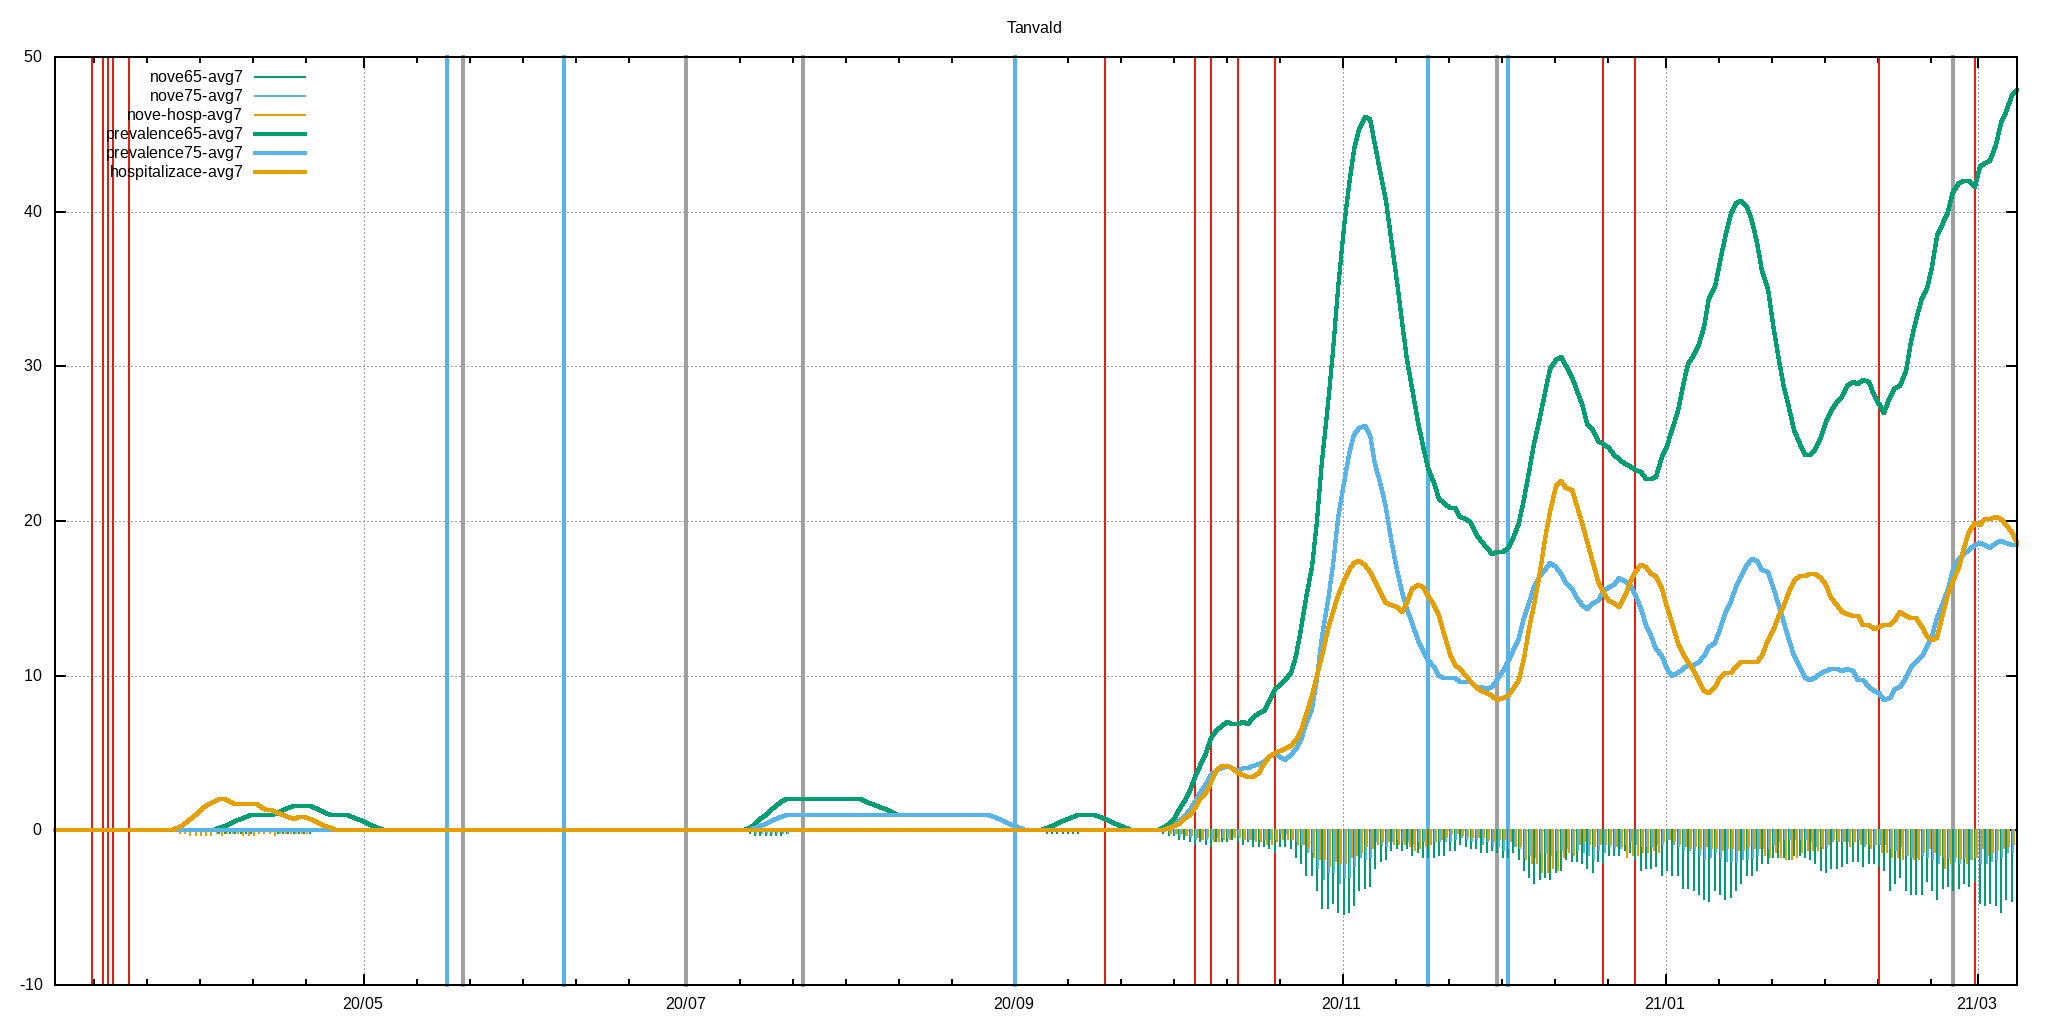 Tanvald
50
nove65-avg7
nove75-avg7
nove-hosp-avg7
prevalence65-avg7
prevalence75-avg7
hospitalizace-avg7
40
30
20
10
0
-10
20/05
20/07
20/09
20/11
21/01
21/03